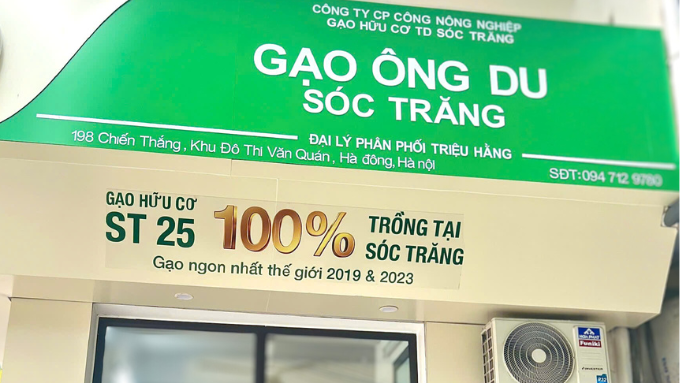 CÔNG TY CP CÔNG NÔNG NGHIỆP
GẠO HỮU CƠ TD SÓC TRĂNG
GẠO ÔNG DU
SÓC TRĂNG
ĐẠI LÝ PHÂN PHỐI TRIỆU HẰNG
198 Chiến Thắng, Khu Đô Thi Văn Quán, Hà đông, Hà nội
SĐT: 094 712 9780
GẠO HỮU CƠ
ST 25
100%
TRỒNG TẠI
SÓC TRĂNG
Gạo ngon nhất thế giới 2019 & 2023
Funiki